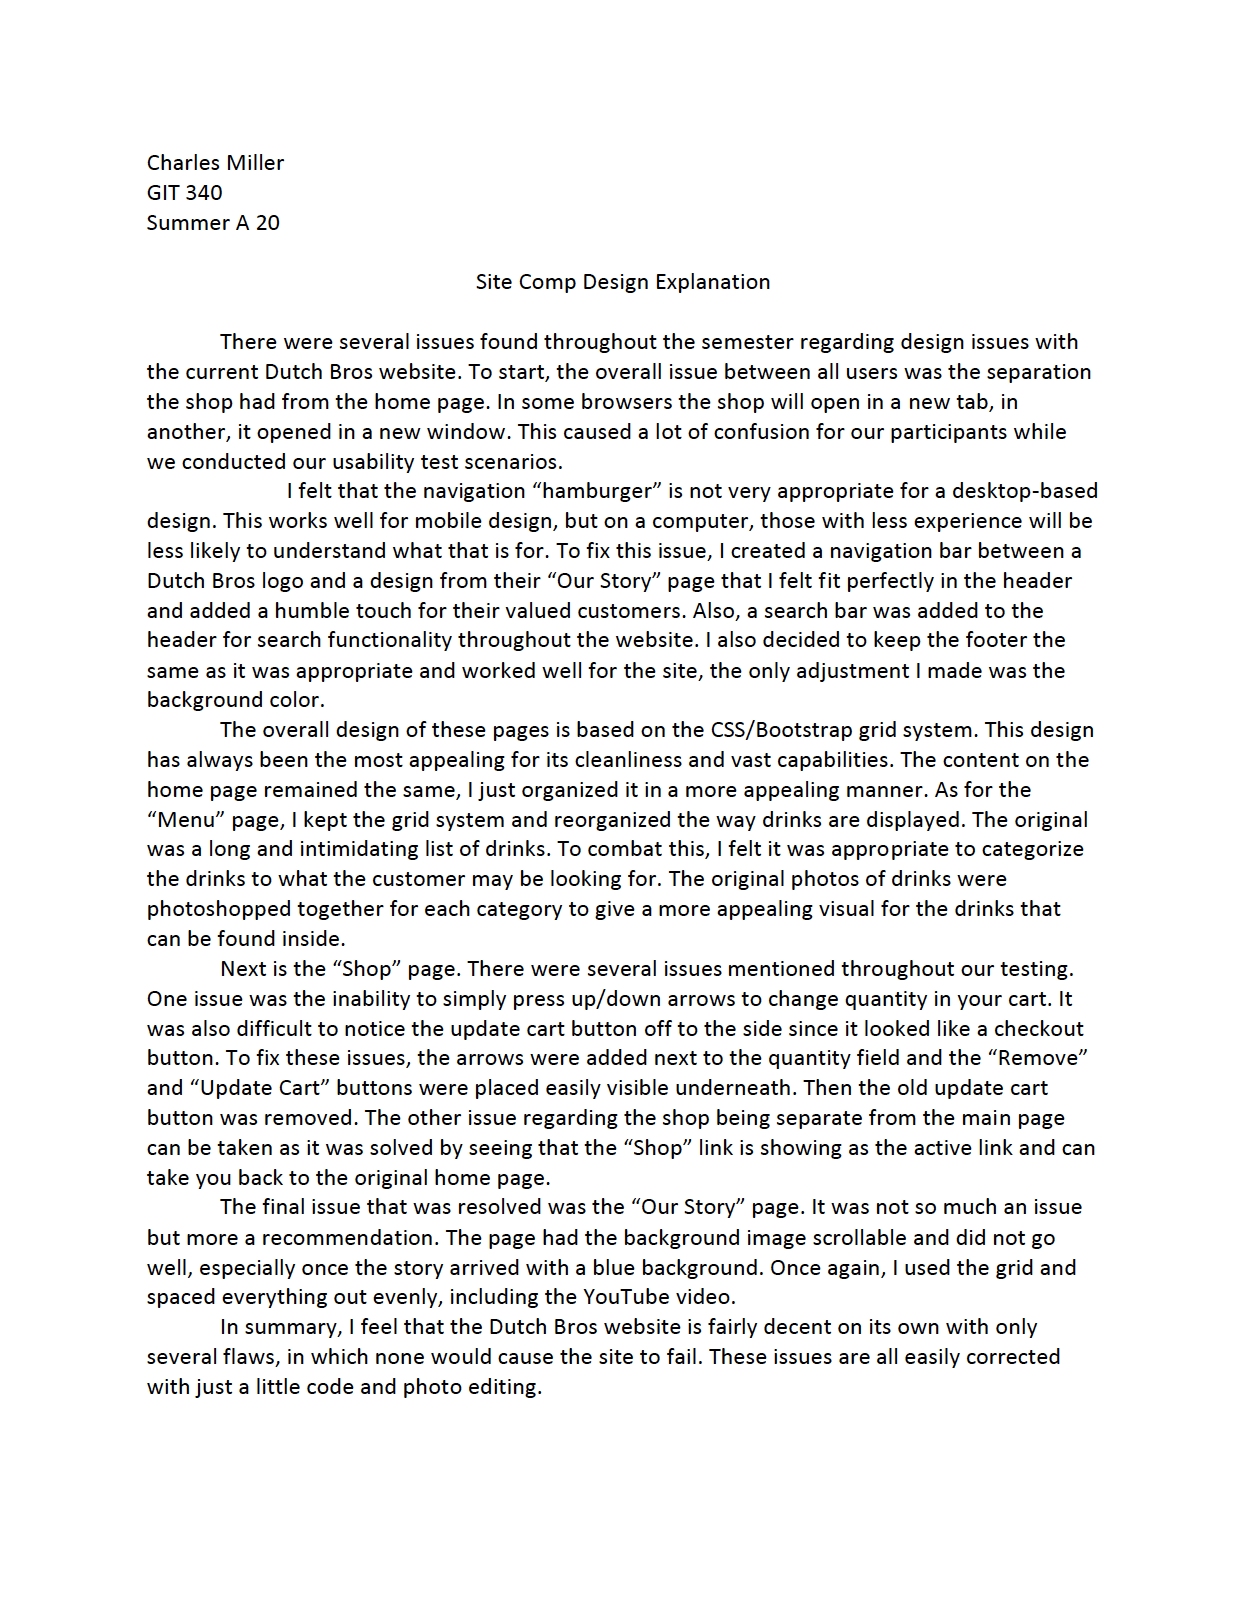 Charles Miller
GIT 340
Summer A 20
Site Comp Design Explanation
There were several issues found throughout the semester regarding design issues with
the current Dutch Bros website. To start, the overall issue between all users was the separation
the shop had from the home page. In some browsers the shop will open in a new tab, in
another, it opened in a new window. This caused a lot of confusion for our participants while
we conducted our usability test scenarios.
I felt that the navigation “hamburger” is not very appropriate for a desktop-based
design. This works well for mobile design, but on a computer, those with less experience will be
less likely to understand what that is for. To fix this issue, I created a navigation bar between a
Dutch Bros logo and a design from their “Our Story” page that I felt fit perfectly in the header
and added a humble touch for their valued customers. Also, a search bar was added to the
header for search functionality throughout the website. I also decided to keep the footer the
same as it was appropriate and worked well for the site, the only adjustment I made was the
background color.
The overall design of these pages is based on the CSS/Bootstrap grid system. This design
has always been the most appealing for its cleanliness and vast capabilities. The content on the
home page remained the same, I just organized it in a more appealing manner. As for the
“Menu” page, I kept the grid system and reorganized the way drinks are displayed. The original
was a long and intimidating list of drinks. To combat this, I felt it was appropriate to categorize
the drinks to what the customer may be looking for. The original photos of drinks were
photoshopped together for each category to give a more appealing visual for the drinks that
can be found inside.
Next is the “Shop” page. There were several issues mentioned throughout our testing.
One issue was the inability to simply press up/down arrows to change quantity in your cart. It
was also difficult to notice the update cart button off to the side since it looked like a checkout
button. To fix these issues, the arrows were added next to the quantity field and the “Remove”
and “Update Cart” buttons were placed easily visible underneath. Then the old update cart
button was removed. The other issue regarding the shop being separate from the main page
can be taken as it was solved by seeing that the “Shop” link is showing as the active link and can
take you back to the original home page.
The final issue that was resolved was the “Our Story” page. It was not so much an issue
but more a recommendation. The page had the background image scrollable and did not go
well, especially once the story arrived with a blue background. Once again, I used the grid and
spaced everything out evenly, including the YouTube video.
In summary, I feel that the Dutch Bros website is fairly decent on its own with only
several flaws, in which none would cause the site to fail. These issues are all easily corrected
with just a little code and photo editing.